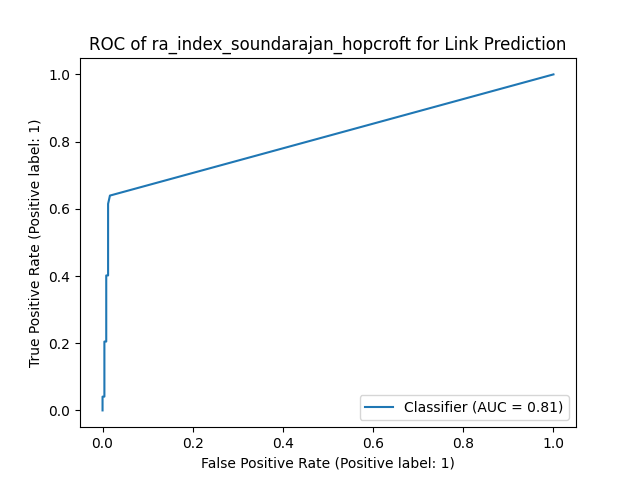 ROC of ra_index_soundarajan_hopcroft for Link Prediction
1.0
0.8
0.6
0.4
0.2
0.0
True Positive Rate (Positive label: 1)
Classifier (AUC = 0.81)
0.0 0.2 0.4 0.6 0.8 1.0
False Positive Rate (Positive label: 1)